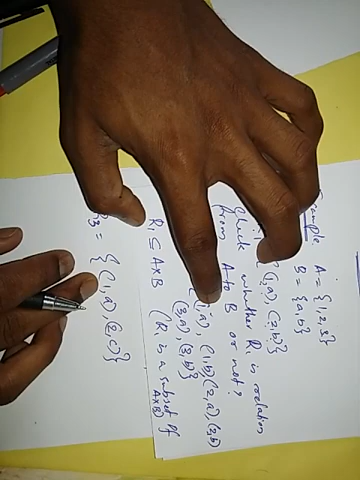 Example A = {1,2,3}
B = {a,b}
(1,a), (2,b)}
Check whether R1 is relation
from A to B or not?
(1,a), (1,b) (2,a), (2,b)
(3,a), (3,b)}
R1 ⊆ A×B (R1 is a subset of
A×B)
R3 = {(1,a), (2,c)}